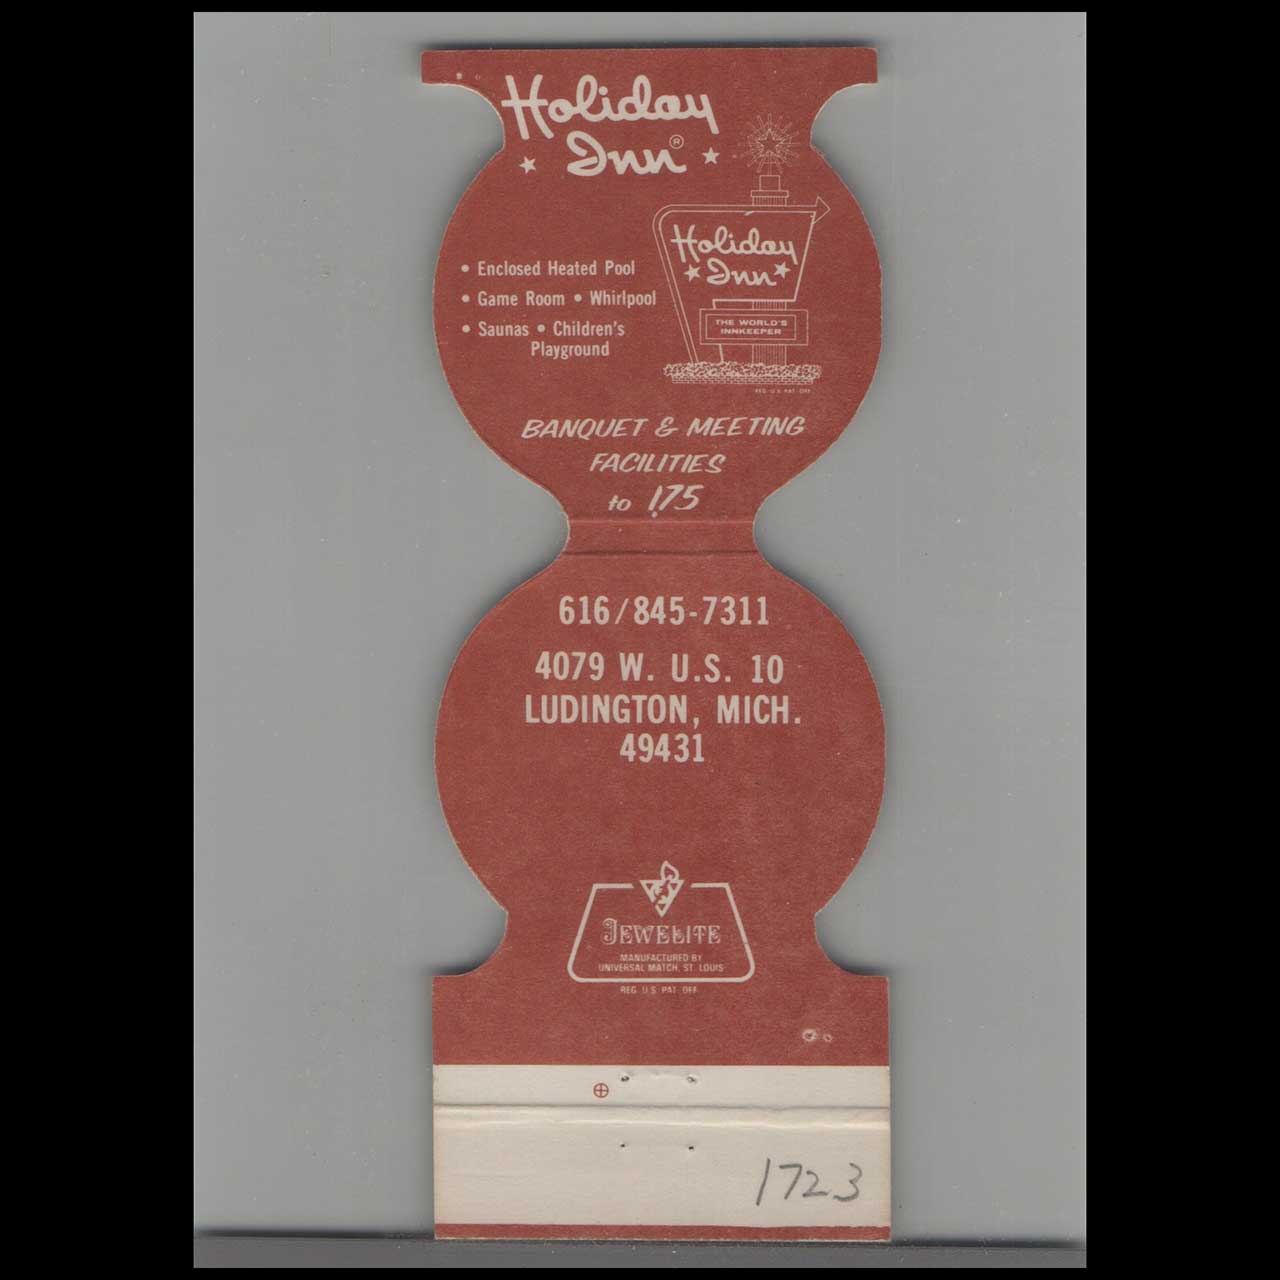 Holiday
Inn®
Holiday
Inn
THE WORLD'S
INNKEEPER
REG. U.S. PAT. OFF.
• Enclosed Heated Pool
• Game Room • Whirlpool
• Saunas • Children's
Playground
BANQUET & MEETING
FACILITIES
to 175
616/845-7311
4079 W. U.S. 10
LUDINGTON, MICH.
49431
JEWELITE
MANUFACTURED BY
UNIVERSAL MATCH, ST. LOUIS
REG. U.S. PAT. OFF.
1723